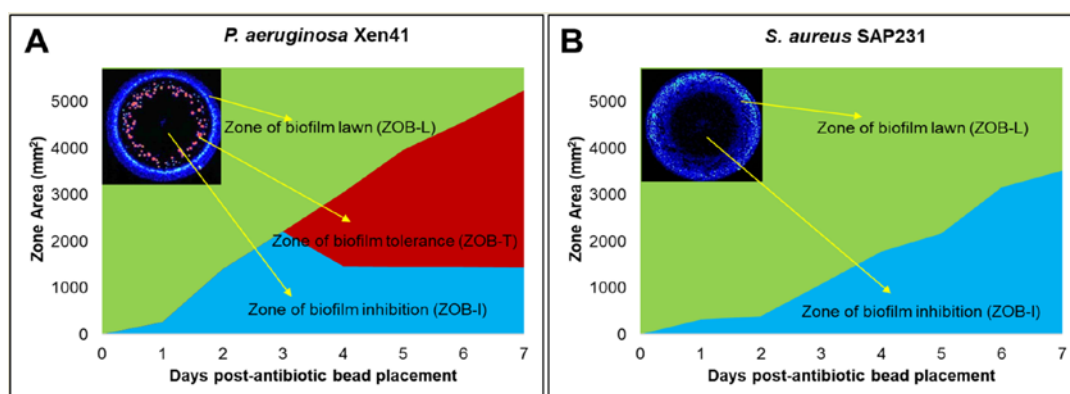 A
P. aeruginosa Xen41
Zone Area (mm²)
5000
4000
3000
2000
1000
0
Zone of biofilm lawn (ZOB-L)
Zone of biofilm tolerance (ZOB-T)
Zone of biofilm inhibition (ZOB-I)
0 1 2 3 4 5 6 7
Days post-antibiotic bead placement
B
S. aureus SAP231
Zone Area (mm²)
5000
4000
3000
2000
1000
0
Zone of biofilm lawn (ZOB-L)
Zone of biofilm inhibition (ZOB-I)
0 1 2 3 4 5 6 7
Days post-antibiotic bead placement